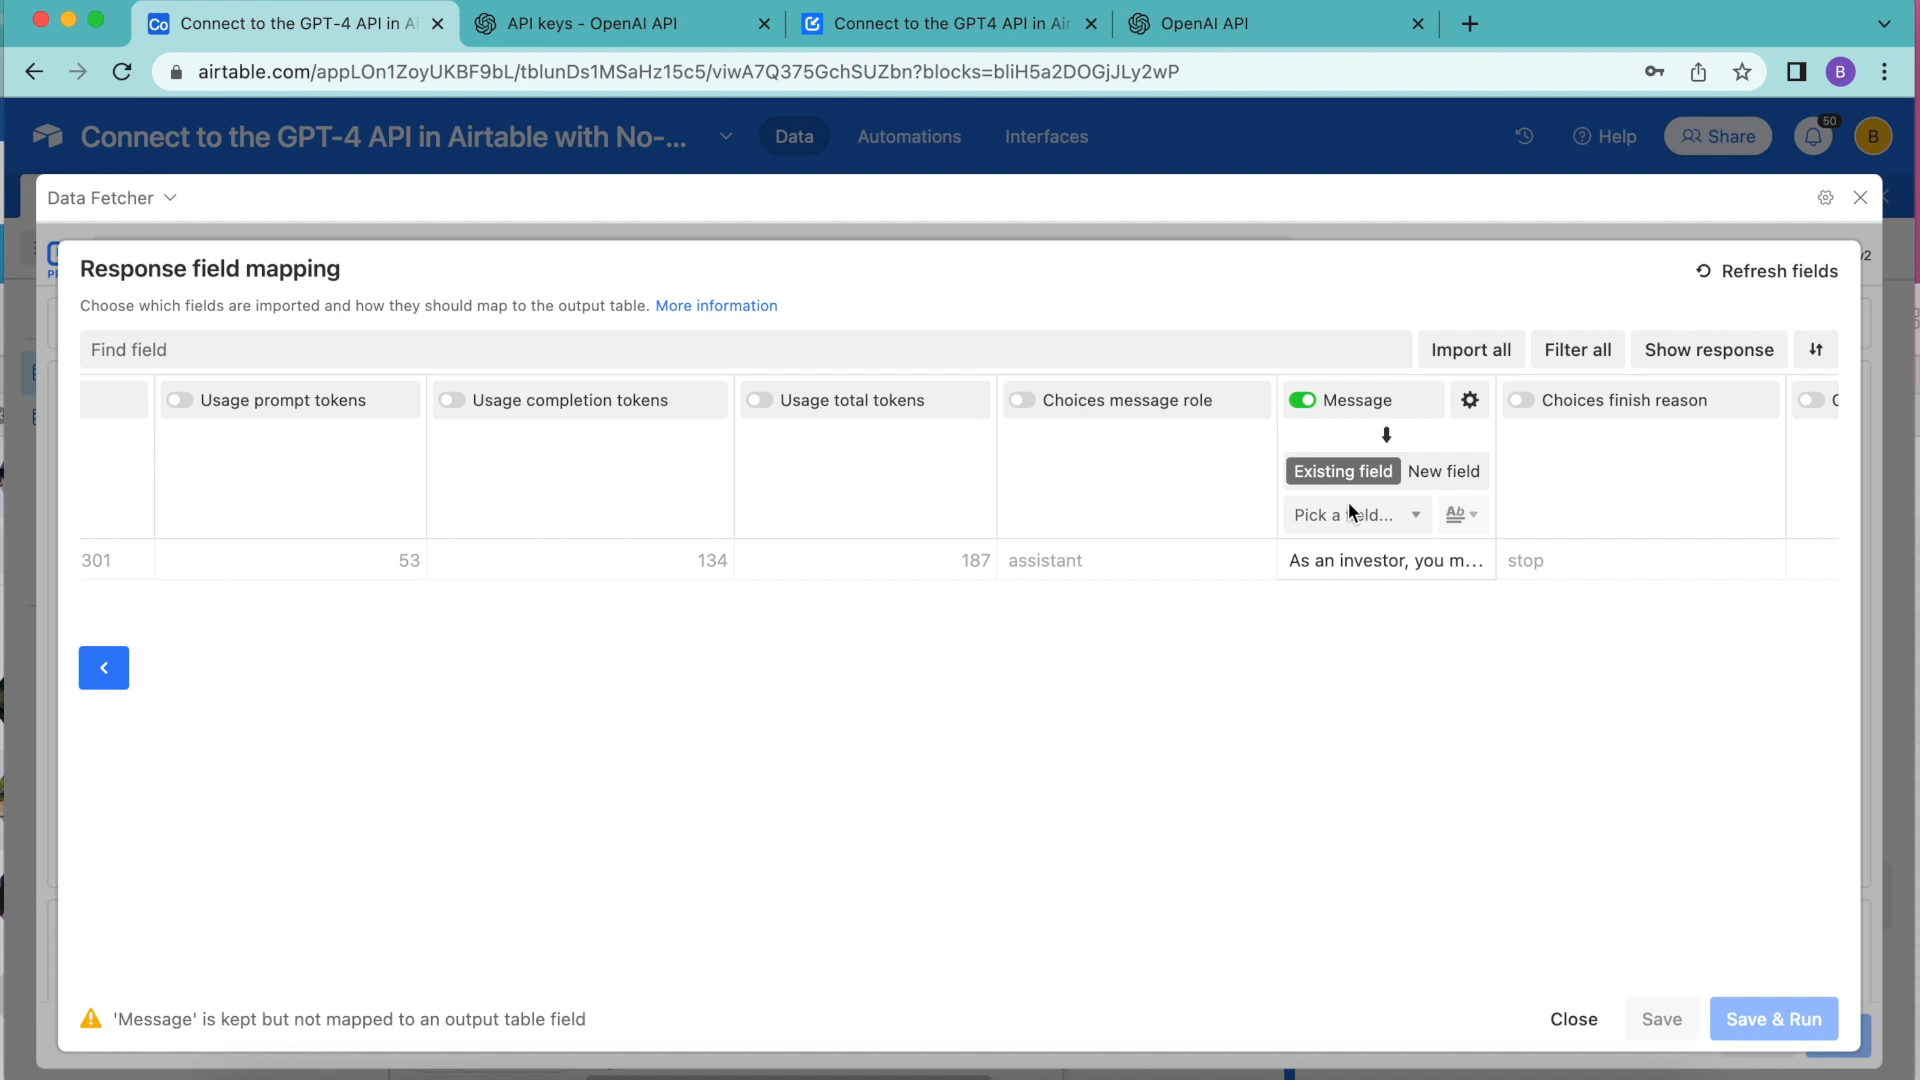 Co Connect to the GPT-4 API in Ai
API keys - OpenAI API
Connect to the GPT4 API in Air
OpenAI API
airtable.com/appLOn1ZoyUKBF9bL/tblunDs1MSaHz15c5/viwA7Q375GchSUZbn?blocks=bliH5a2DOGjJLy2wP
B
Connect to the GPT-4 API in Airtable with No-...
Data
Automations
Interfaces
Help
Share
50
B
Data Fetcher
Response field mapping
Refresh fields
Choose which fields are imported and how they should map to the output table. More information
Find field
Import all
Filter all
Show response
Usage prompt tokens
Usage completion tokens
Usage total tokens
Choices message role
Message
Choices finish reason
Existing field
New field
Ab
301
53
134
187
assistant
As an investor, you m...
stop
'Message' is kept but not mapped to an output table field
Close
Save
Save & Run